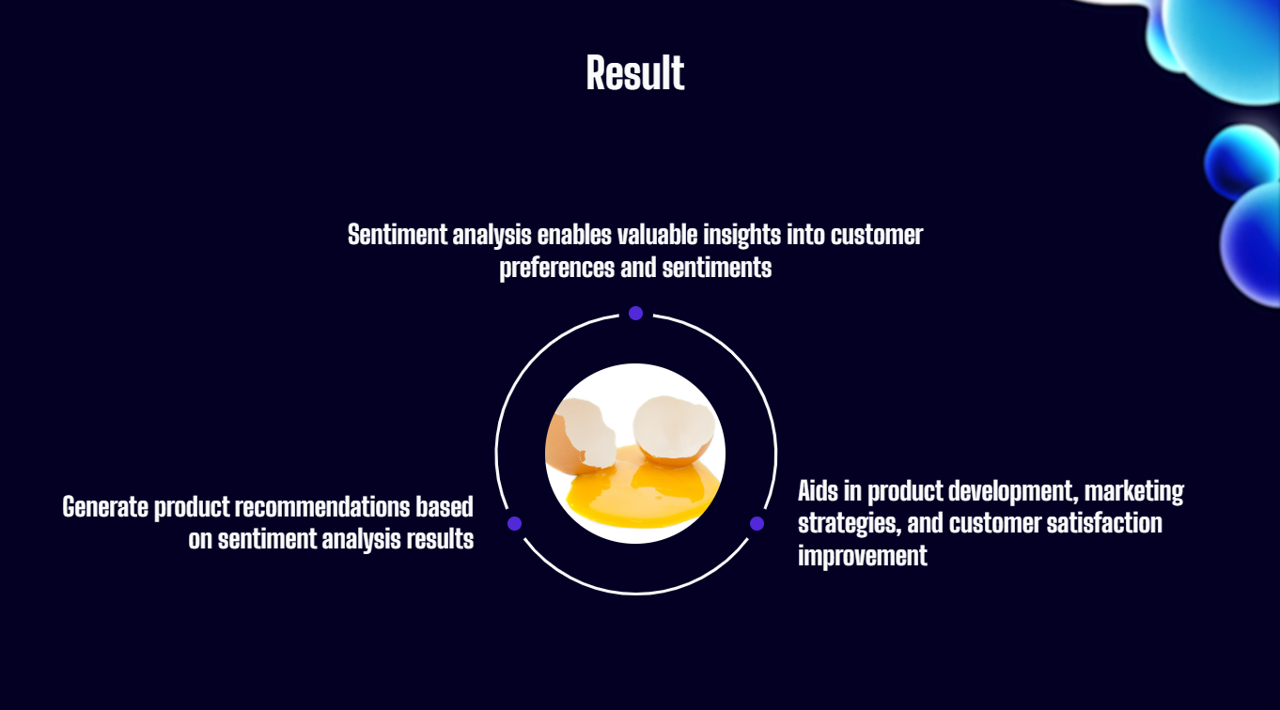 Result
Sentiment analysis enables valuable insights into customer
preferences and sentiments
Generate product recommendations based
on sentiment analysis results
Aids in product development, marketing
strategies, and customer satisfaction
improvement